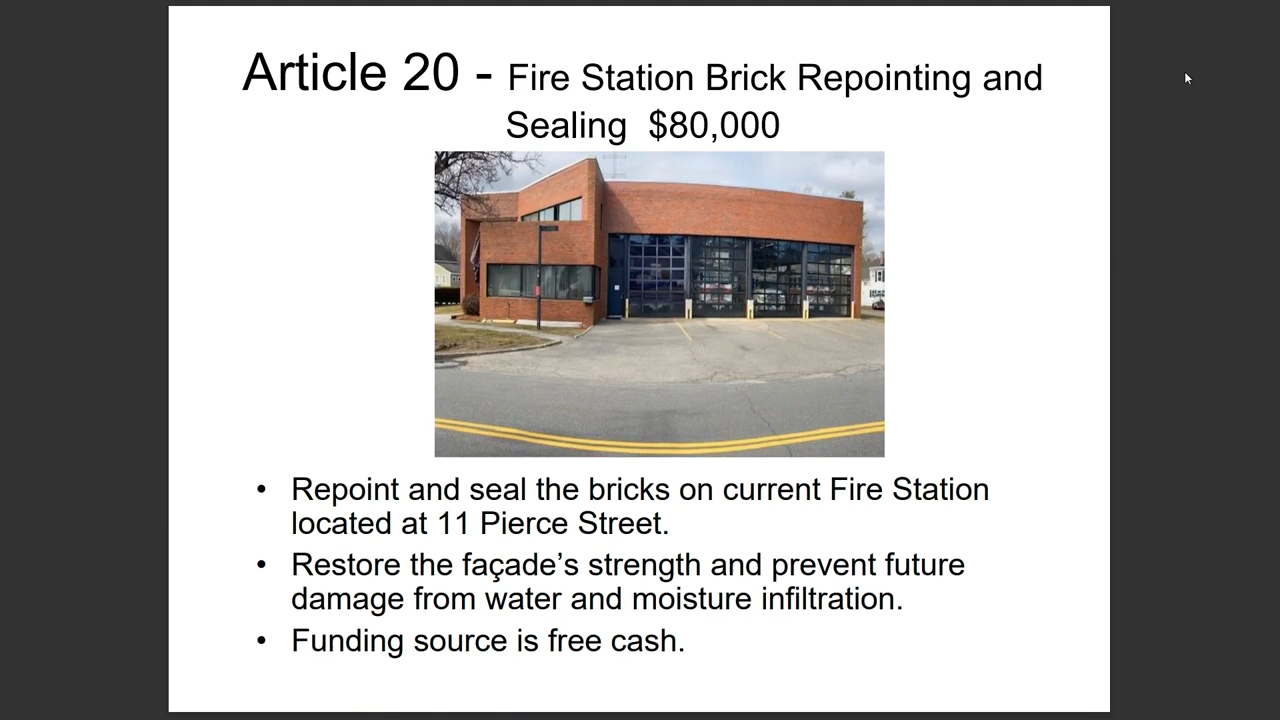 Article 20 - Fire Station Brick Repointing and
Sealing  $80,000
• Repoint and seal the bricks on current Fire Station
located at 11 Pierce Street.
• Restore the façade’s strength and prevent future
damage from water and moisture infiltration.
• Funding source is free cash.